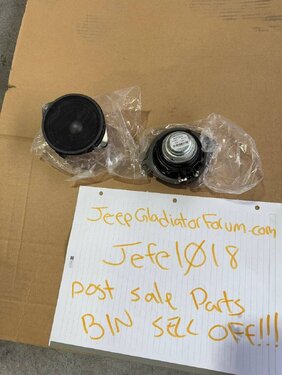 JeepGladiatorForum.com
Jefe1018
post sale Parts
BIN SELL OFF!!!